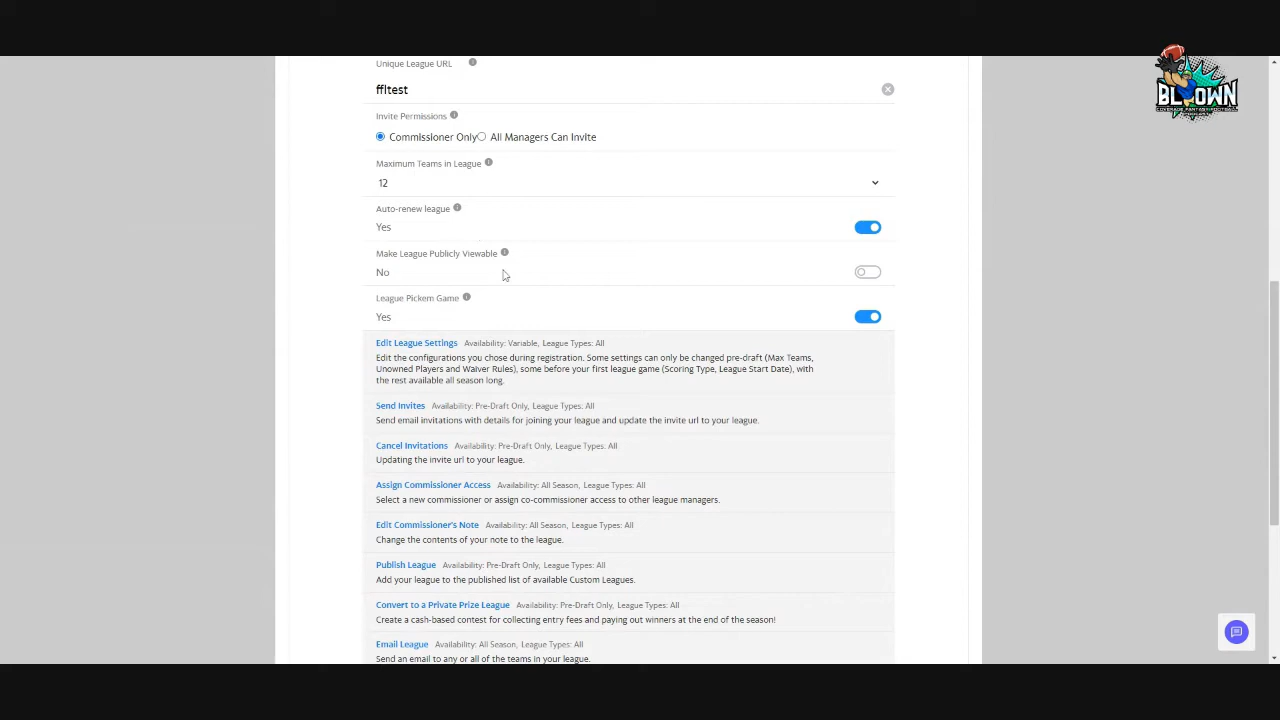 BLOWN
COVERAGE FANTASY FOOTBALL
PODCAST
Unique League URL
ffltest
Invite Permissions
Commissioner Only All Managers Can Invite
Maximum Teams in League
12
Auto-renew league
Yes
Make League Publicly Viewable
No
League Pickem Game
Yes
Edit League Settings Availability: Variable, League Types: All
Edit the configurations you chose during registration. Some settings can only be changed pre-draft (Max Teams,
Unowned Players and Waiver Rules), some before your first league game (Scoring Type, League Start Date), with
the rest available all season long.
Send Invites Availability: Pre-Draft Only, League Types: All
Send email invitations with details for joining your league and update the invite url to your league.
Cancel Invitations Availability: Pre-Draft Only, League Types: All
Updating the invite url to your league.
Assign Commissioner Access Availability: All Season, League Types: All
Select a new commissioner or assign co-commissioner access to other league managers.
Edit Commissioner's Note Availability: All Season, League Types: All
Change the contents of your note to the league.
Publish League Availability: Pre-Draft Only, League Types: All
Add your league to the published list of available Custom Leagues.
Convert to a Private Prize League Availability: Pre-Draft Only, League Types: All
Create a cash-based contest for collecting entry fees and paying out winners at the end of the season!
Email League Availability: All Season, League Types: All
Send an email to any or all of the teams in your league.